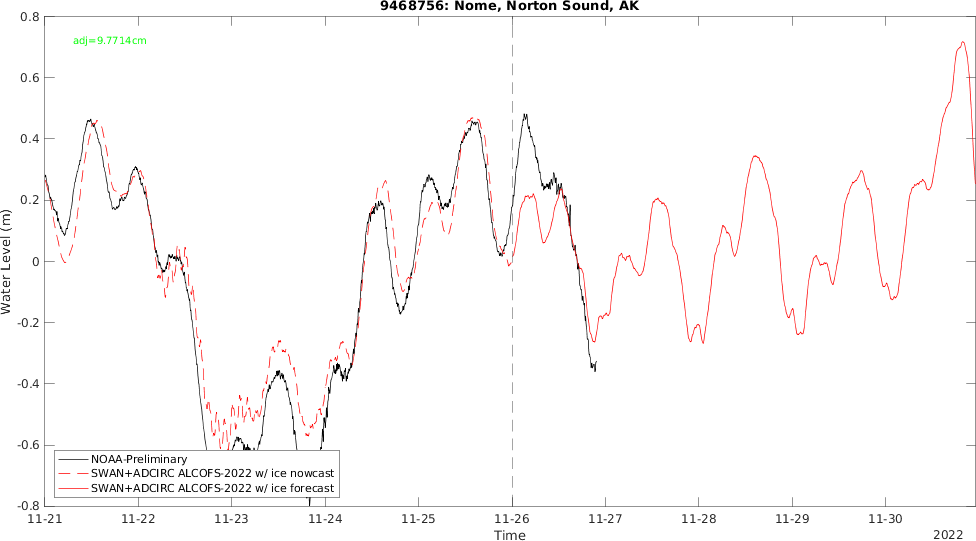 9468756: Nome, Norton Sound, AK
adj=9.7714cm
0.8
0.6
0.4
0.2
0
-0.2
-0.4
-0.6
-0.8
Water Level (m)
NOAA-Preliminary
SWAN+ADCIRC ALCOFS-2022 w/ ice nowcast
SWAN+ADCIRC ALCOFS-2022 w/ ice forecast
11-21 11-22 11-23 11-24 11-25 11-26 11-27 11-28 11-29 11-30
Time
2022